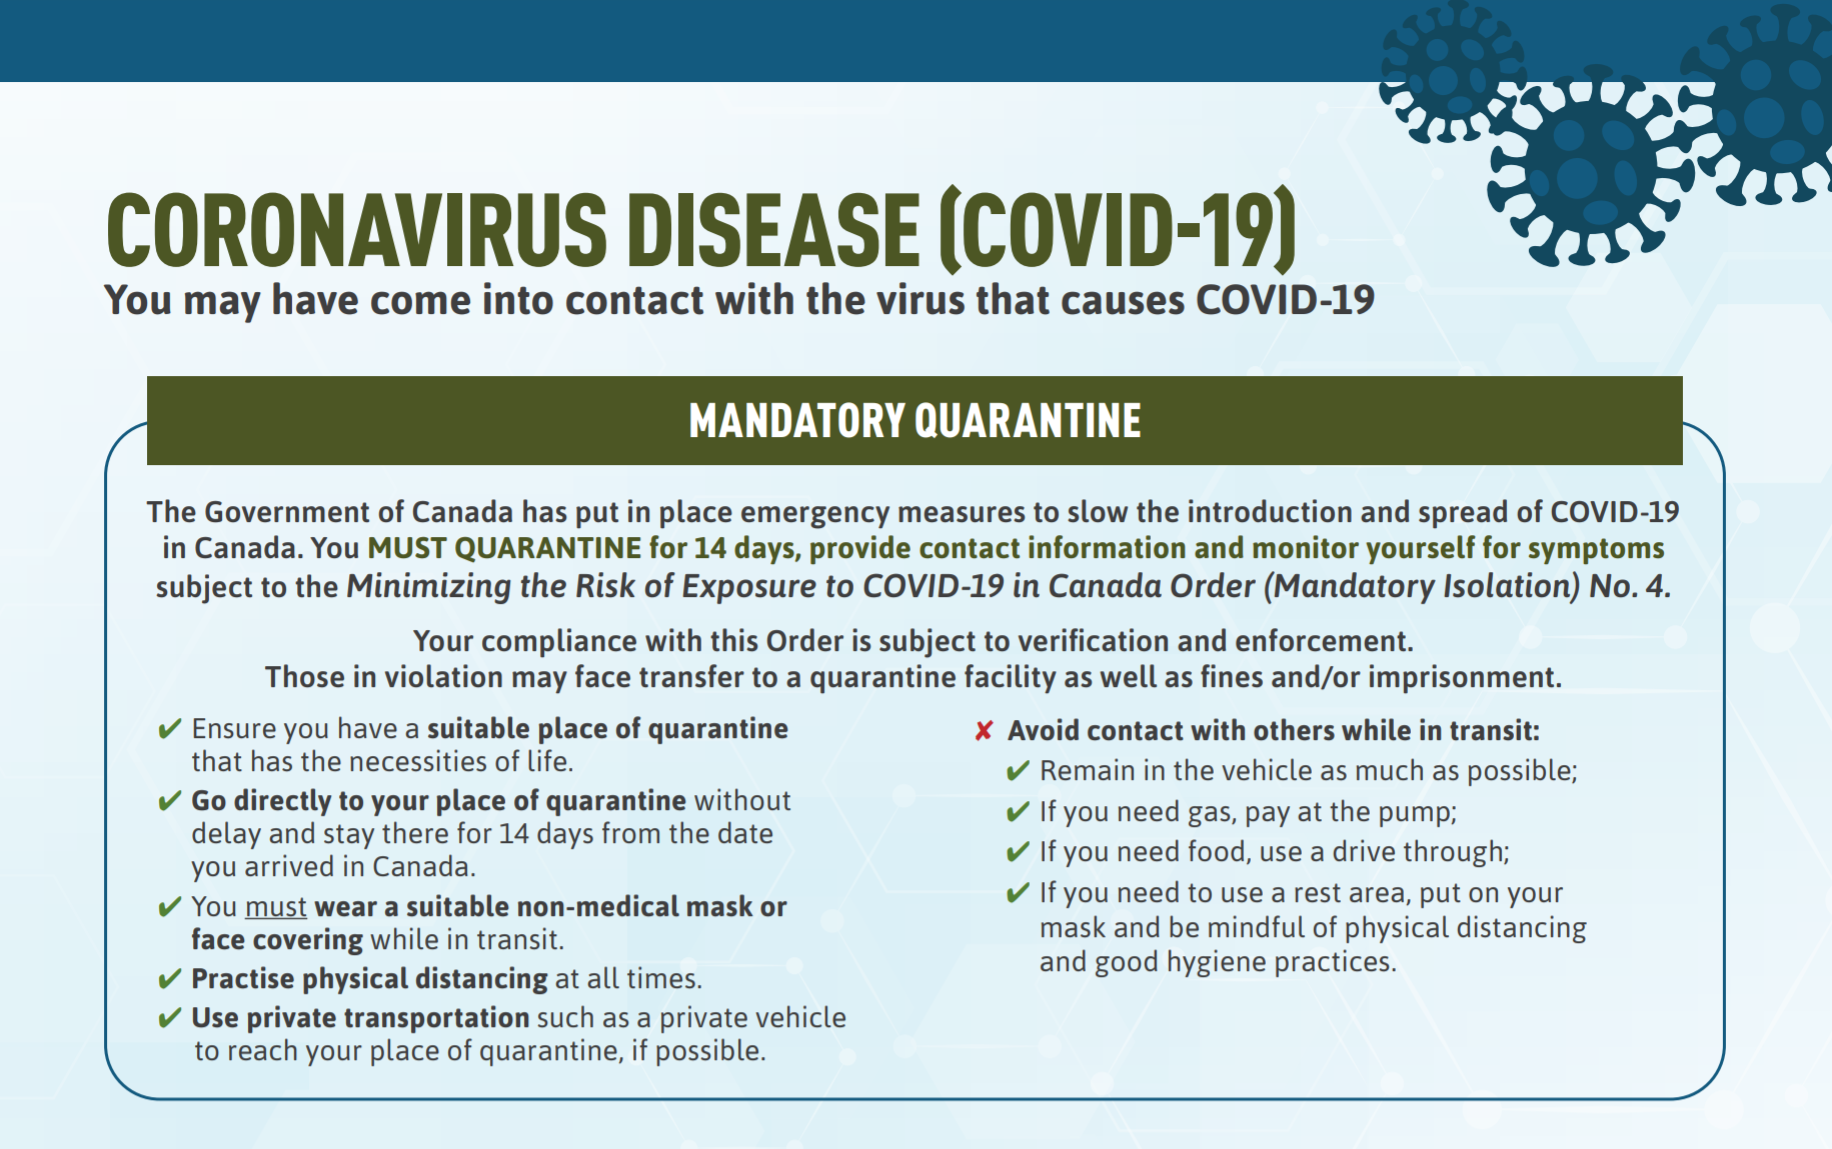 CORONAVIRUS DISEASE (COVID-19)
You may have come into contact with the virus that causes COVID-19
MANDATORY QUARANTINE
The Government of Canada has put in place emergency measures to slow the introduction and spread of COVID-19
in Canada. You MUST QUARANTINE for 14 days, provide contact information and monitor yourself for symptoms
subject to the Minimizing the Risk of Exposure to COVID-19 in Canada Order (Mandatory Isolation) No. 4.
Your compliance with this Order is subject to verification and enforcement.
Those in violation may face transfer to a quarantine facility as well as fines and/or imprisonment.
✔ Ensure you have a suitable place of quarantine
that has the necessities of life.
✔ Go directly to your place of quarantine without
delay and stay there for 14 days from the date
you arrived in Canada.
✔ You must wear a suitable non-medical mask or
face covering while in transit.
✔ Practise physical distancing at all times.
✔ Use private transportation such as a private vehicle
to reach your place of quarantine, if possible.
✘ Avoid contact with others while in transit:
✔ Remain in the vehicle as much as possible;
✔ If you need gas, pay at the pump;
✔ If you need food, use a drive through;
✔ If you need to use a rest area, put on your
mask and be mindful of physical distancing
and good hygiene practices.